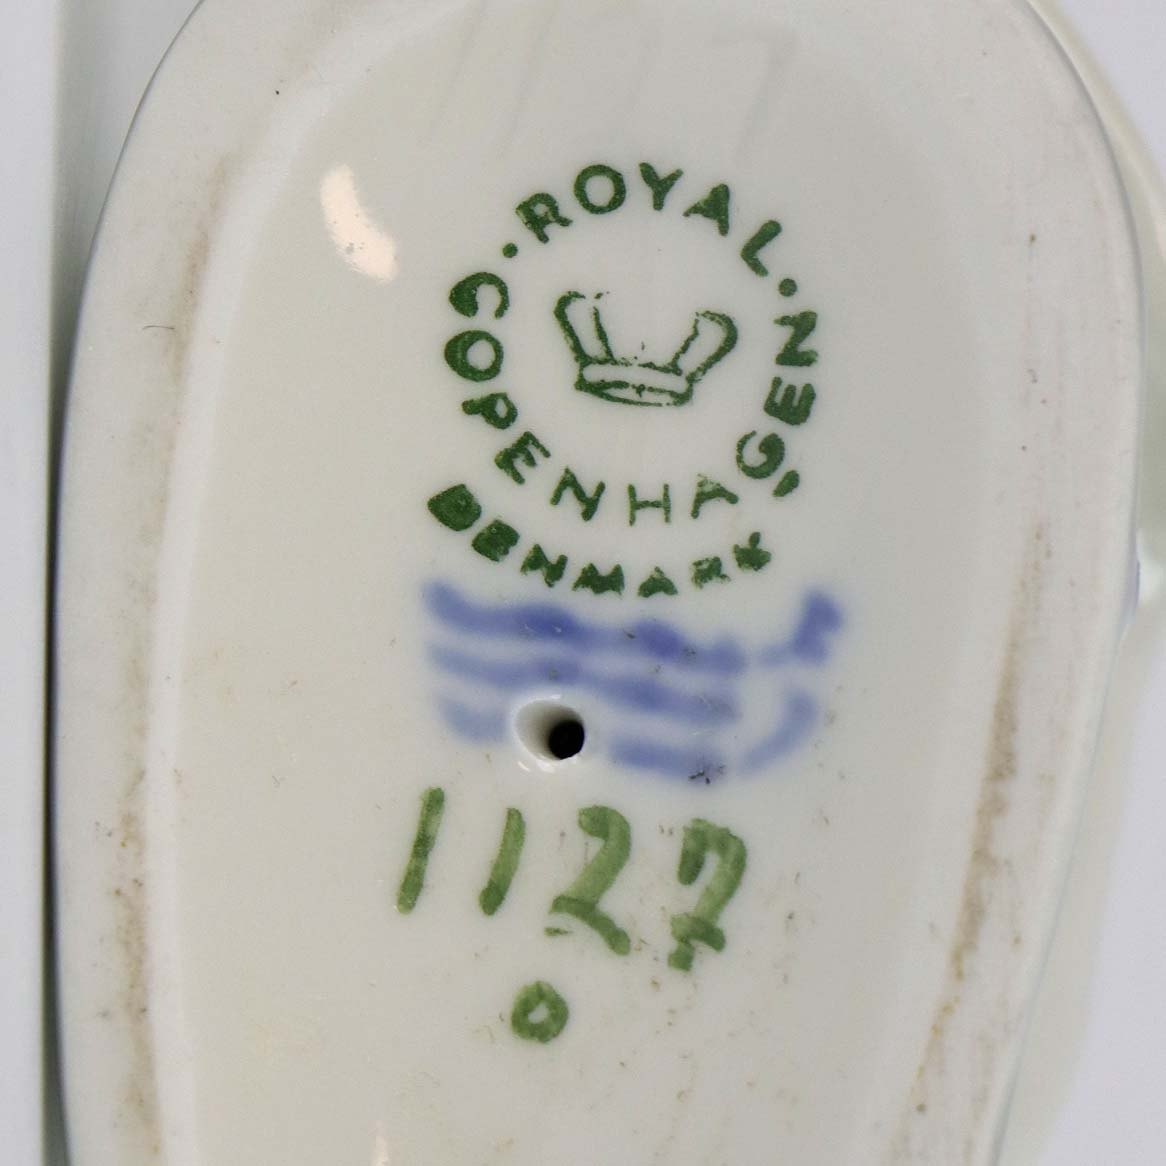 · ROYAL ·
COPENHAGEN
DENMARK
1127
o